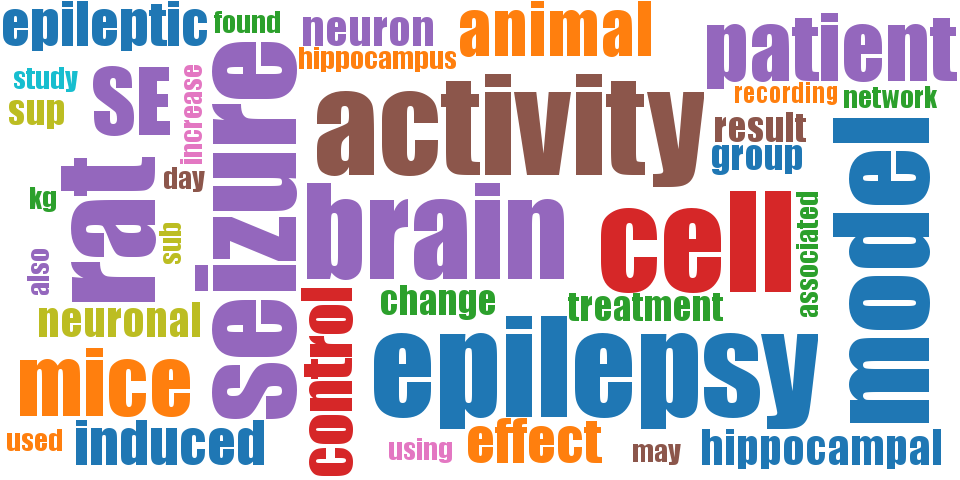 epileptic
found
neuron
animal
patient
hippocampus
study
SE
increase
seizure
activity
recording
network
sup
result
group
model
rat
day
kg
sub
brain
cell
associated
also
neuronal
control
change
treatment
epilepsy
mice
used
induced
using
effect
may
hippocampal